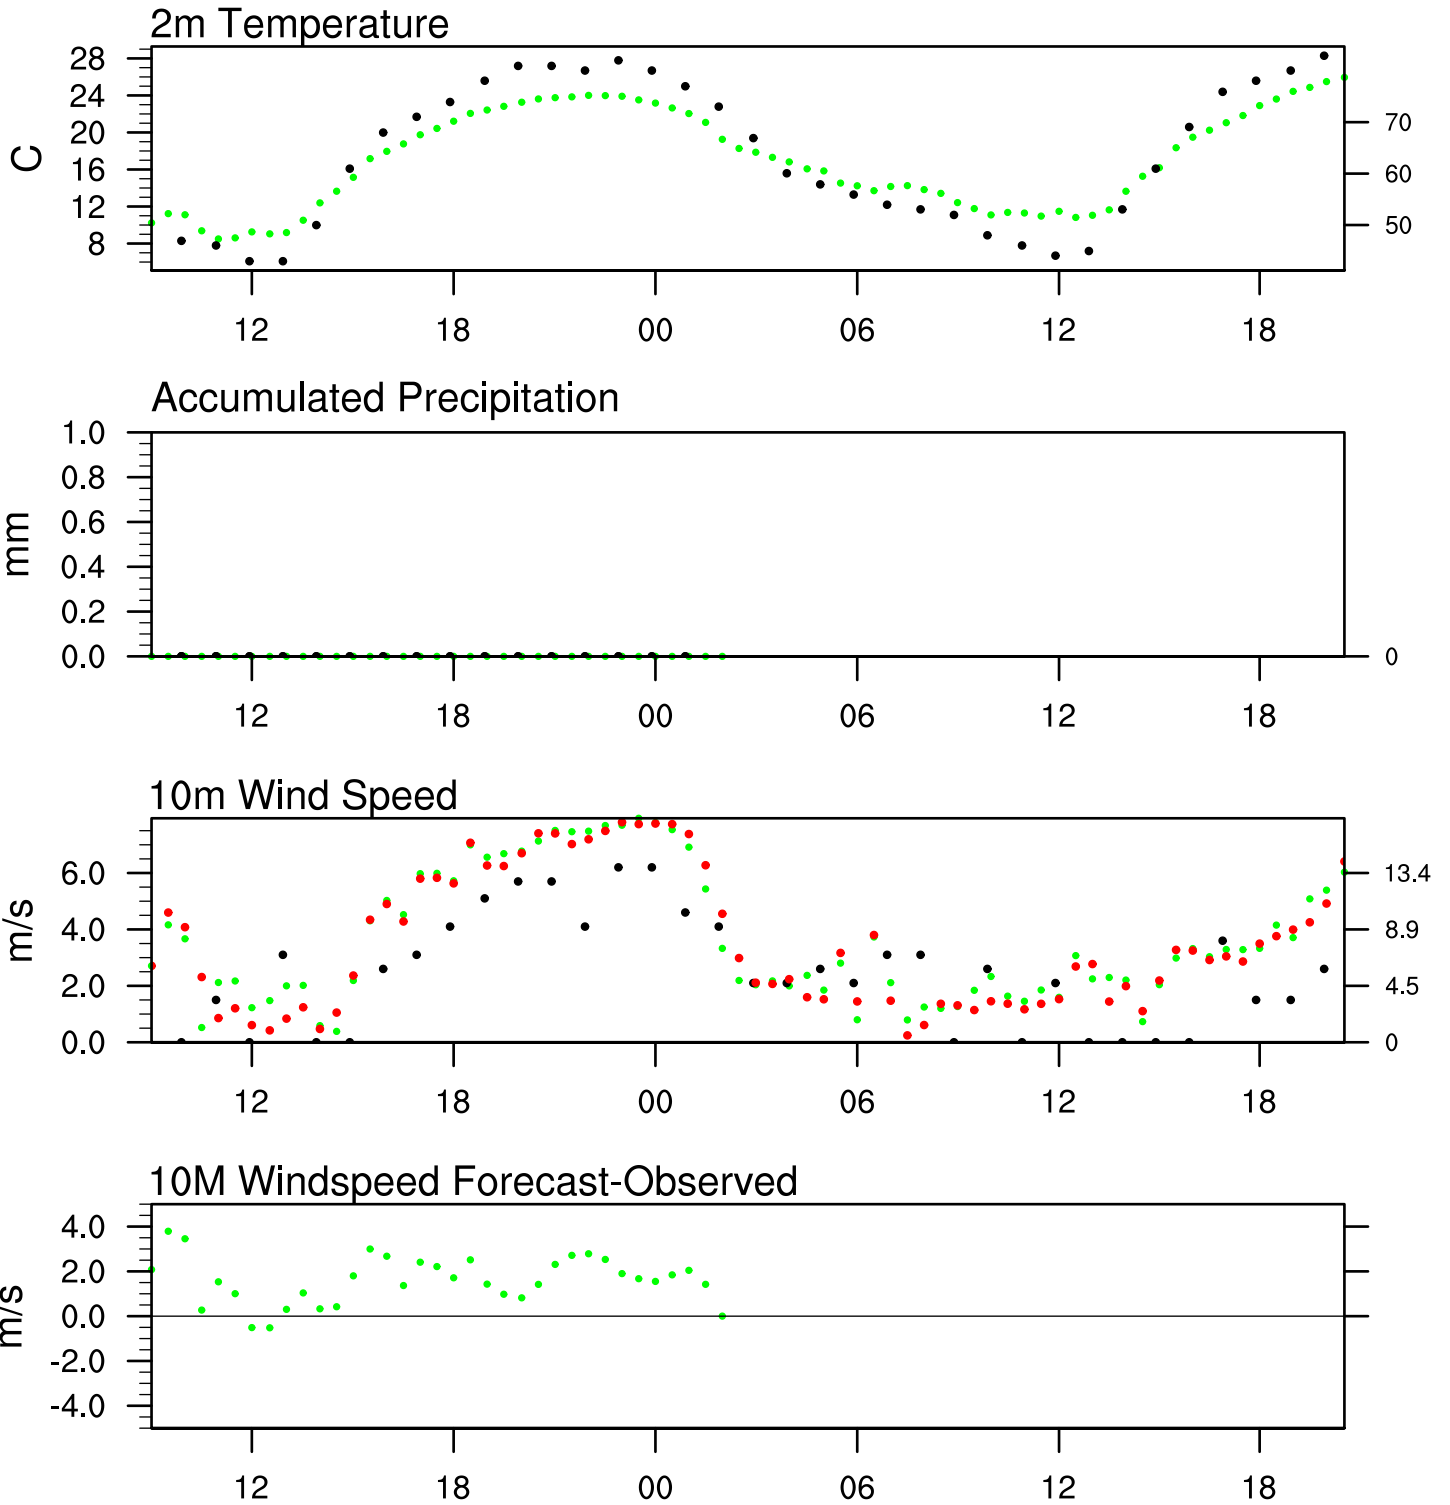 2m Temperature
28
24
20
16
12
8
C
70
60
50
12 18 00 06 12 18
Accumulated Precipitation
1.0
0.8
0.6
0.4
0.2
0.0
mm
0
12 18 00 06 12 18
10m Wind Speed
6.0
4.0
2.0
0.0
m/s
13.4
8.9
4.5
0
12 18 00 06 12 18
10M Windspeed Forecast-Observed
4.0
2.0
0.0
-2.0
-4.0
m/s
12 18 00 06 12 18